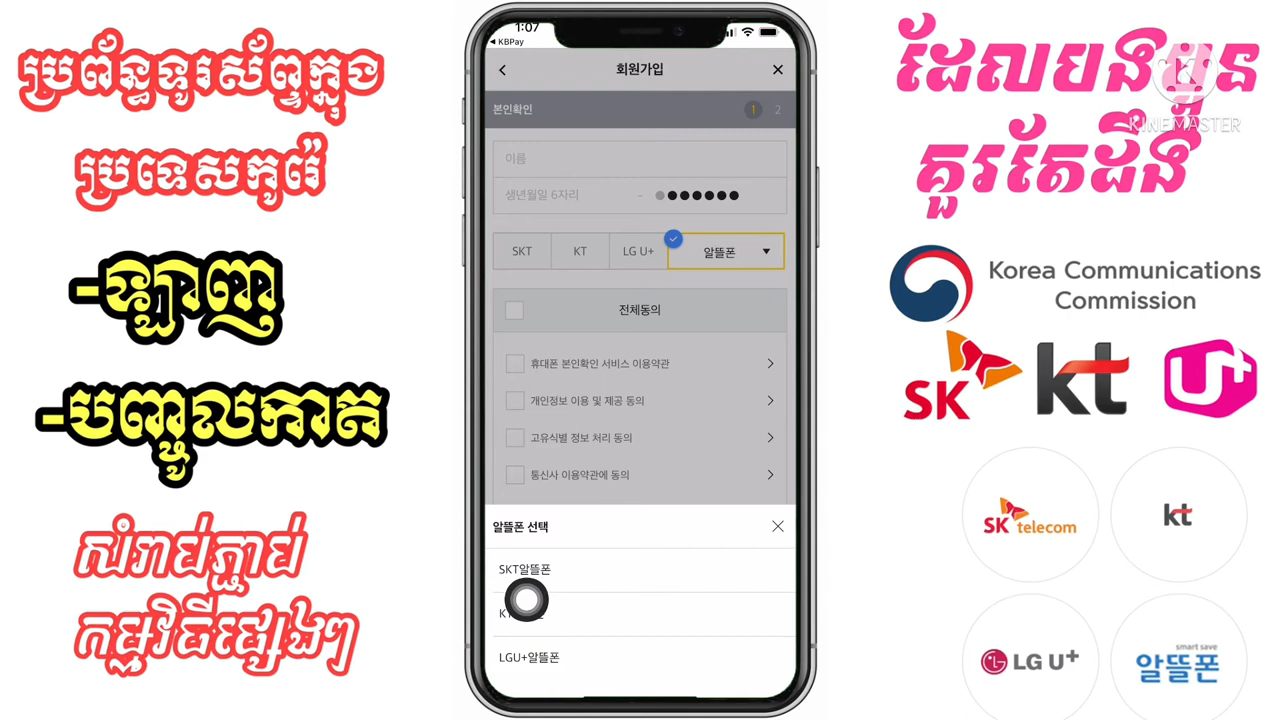 ប្រព័ន្ធទូរស័ព្ទក្នុង
ប្រទេសកូរ៉េ
-ឡាញ
-បញ្ចូលកាត
សំរាប់ភ្ជាប់
កម្មវិធីផ្សេងៗ
1:07
KBPay
회원가입
본인확인
1 2
이름
생년월일 6자리 -
SKT KT LG U+ 알뜰폰
전체동의
휴대폰 본인확인 서비스 이용약관
개인정보 이용 및 제공 동의
고유식별 정보 처리 동의
통신사 이용약관에 동의
알뜰폰 선택
SKT알뜰폰
LGU+알뜰폰
ដែលបងប្អូន
គួរតែដឹង
KINEMASTER
Korea Communications
Commission
SK kt U+
SK telecom kt
LG U+
smart save
알뜰폰